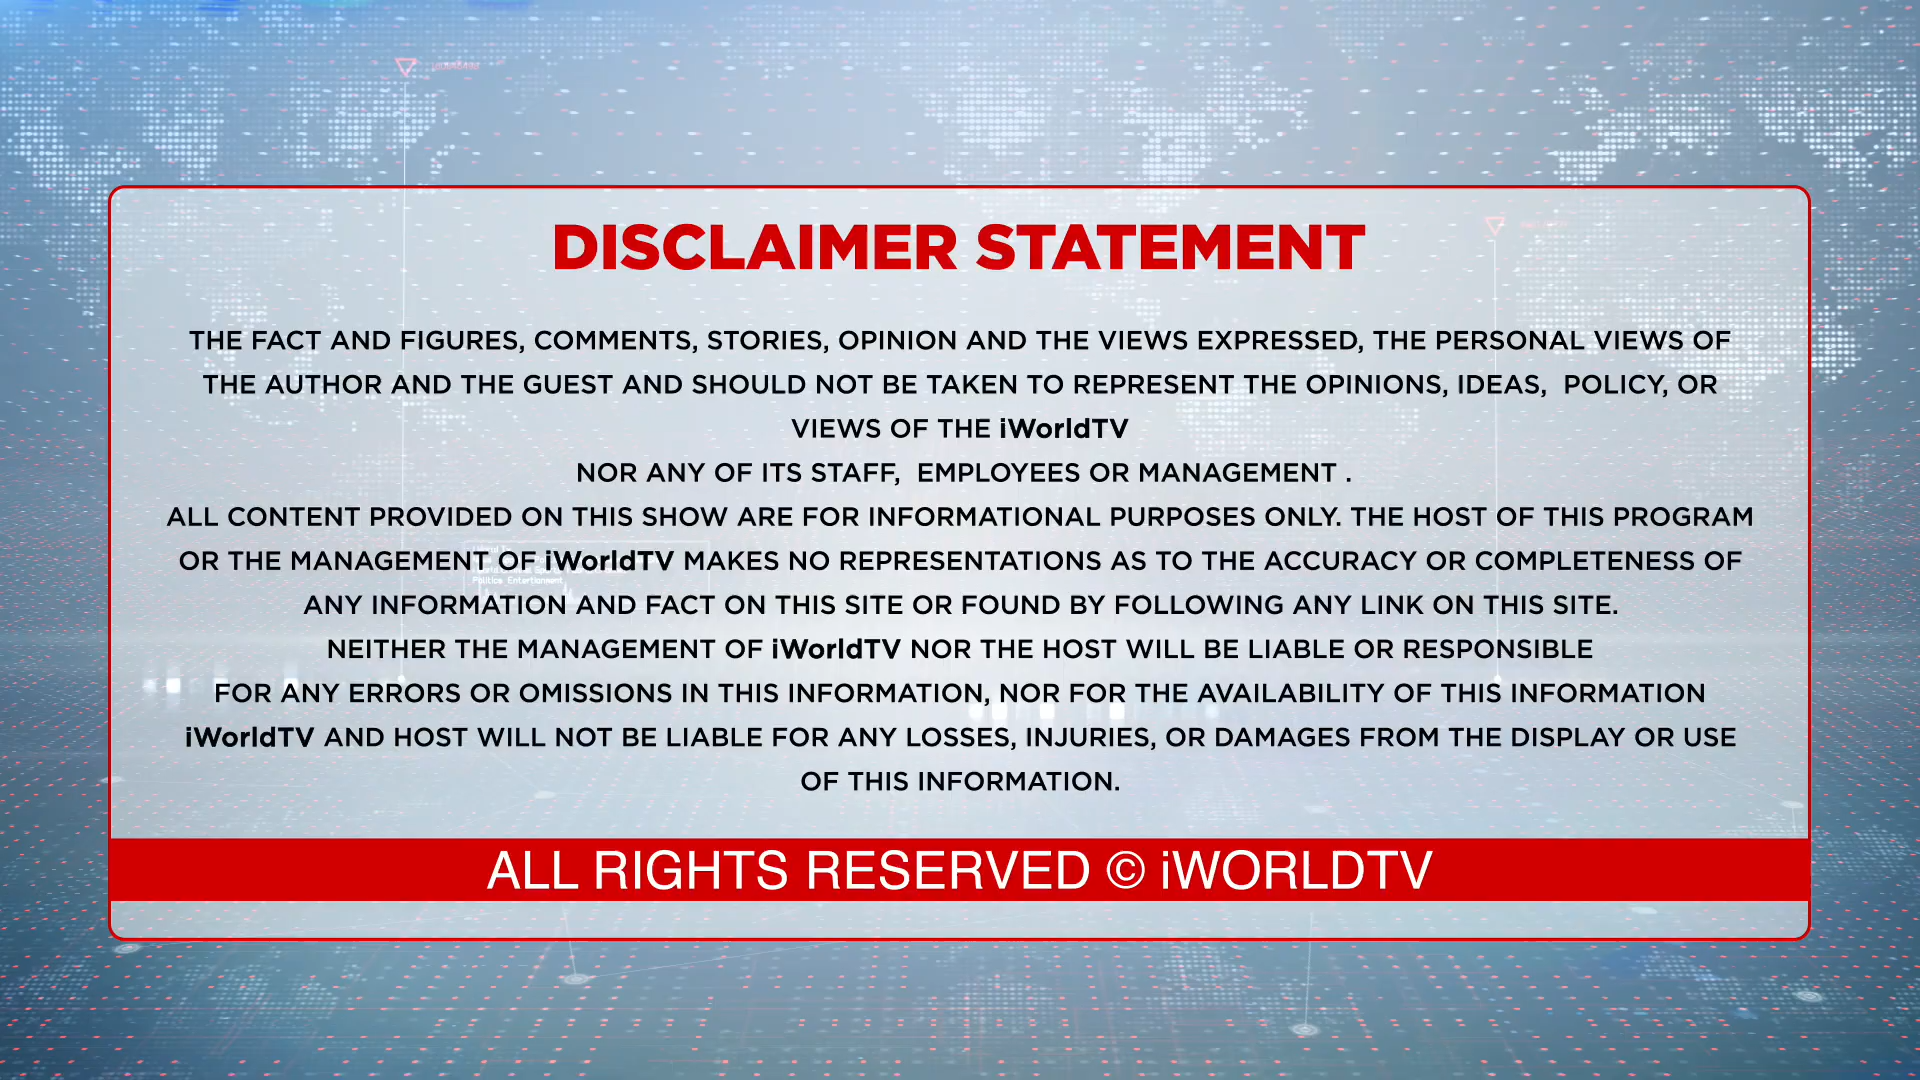 DISCLAIMER STATEMENT
THE FACT AND FIGURES, COMMENTS, STORIES, OPINION AND THE VIEWS EXPRESSED, THE PERSONAL VIEWS OF
THE AUTHOR AND THE GUEST AND SHOULD NOT BE TAKEN TO REPRESENT THE OPINIONS, IDEAS,  POLICY, OR
VIEWS OF THE iWorldTV
NOR ANY OF ITS STAFF,  EMPLOYEES OR MANAGEMENT .
ALL CONTENT PROVIDED ON THIS SHOW ARE FOR INFORMATIONAL PURPOSES ONLY. THE HOST OF THIS PROGRAM
OR THE MANAGEMENT OF iWorldTV MAKES NO REPRESENTATIONS AS TO THE ACCURACY OR COMPLETENESS OF
Politics Entertionment
ANY INFORMATION AND FACT ON THIS SITE OR FOUND BY FOLLOWING ANY LINK ON THIS SITE.
NEITHER THE MANAGEMENT OF iWorldTV NOR THE HOST WILL BE LIABLE OR RESPONSIBLE
FOR ANY ERRORS OR OMISSIONS IN THIS INFORMATION, NOR FOR THE AVAILABILITY OF THIS INFORMATION
iWorldTV AND HOST WILL NOT BE LIABLE FOR ANY LOSSES, INJURIES, OR DAMAGES FROM THE DISPLAY OR USE
OF THIS INFORMATION.
ALL RIGHTS RESERVED © iWORLDTV